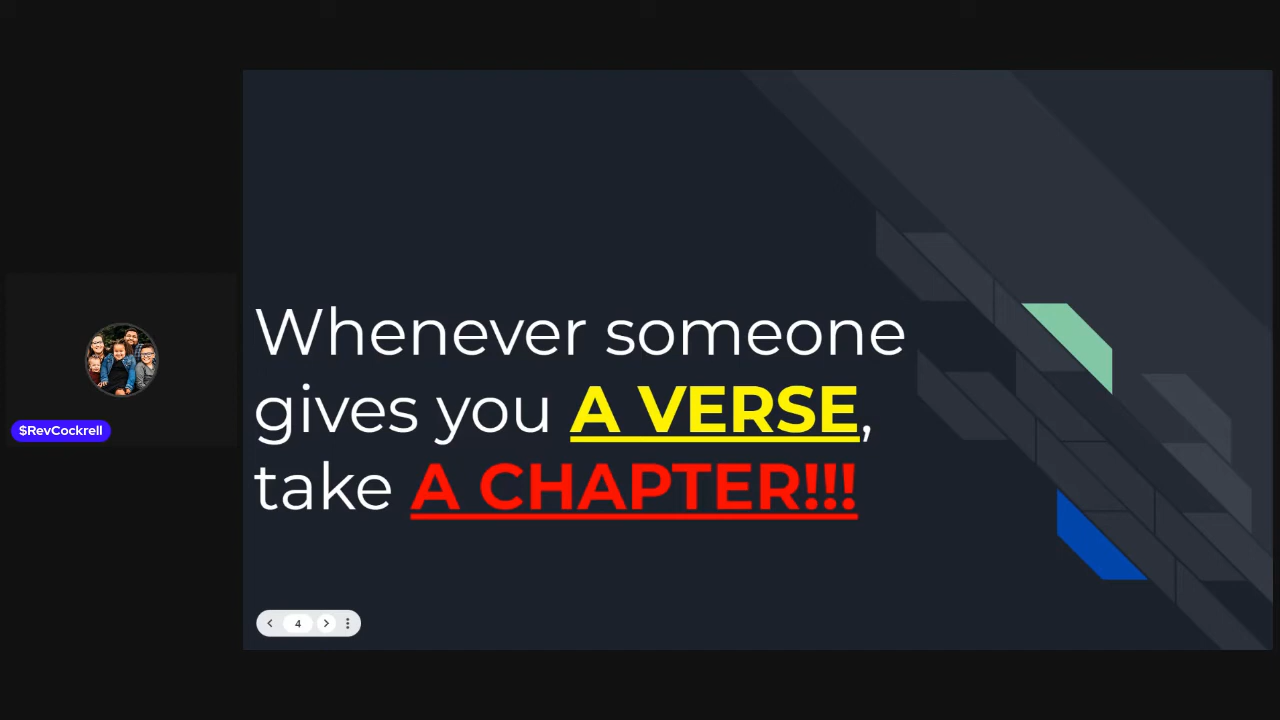 Whenever someone
gives you A VERSE,
take A CHAPTER!!!
$RevCockrell
4